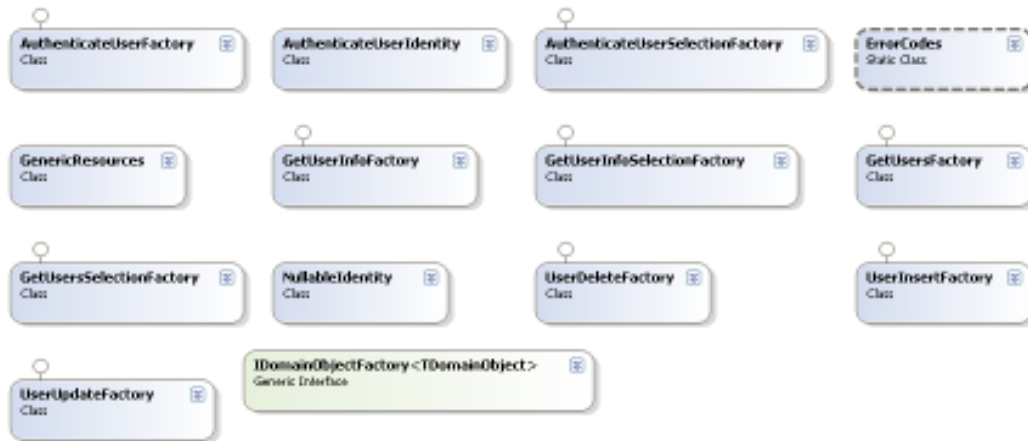 AuthenticateUserFactory
Class
AuthenticateUserIdentity
Class
AuthenticateUserSelectionFactory
Class
ErrorCodes
Static Class
GenericResources
Class
GetUserInfoFactory
Class
GetUserInfoSelectionFactory
Class
GetUsersFactory
Class
GetUsersSelectionFactory
Class
NullableIdentity
Class
UserDeleteFactory
Class
UserInsertFactory
Class
UserUpdateFactory
Class
IDomainObjectFactory<TDomainObject>
Generic Interface